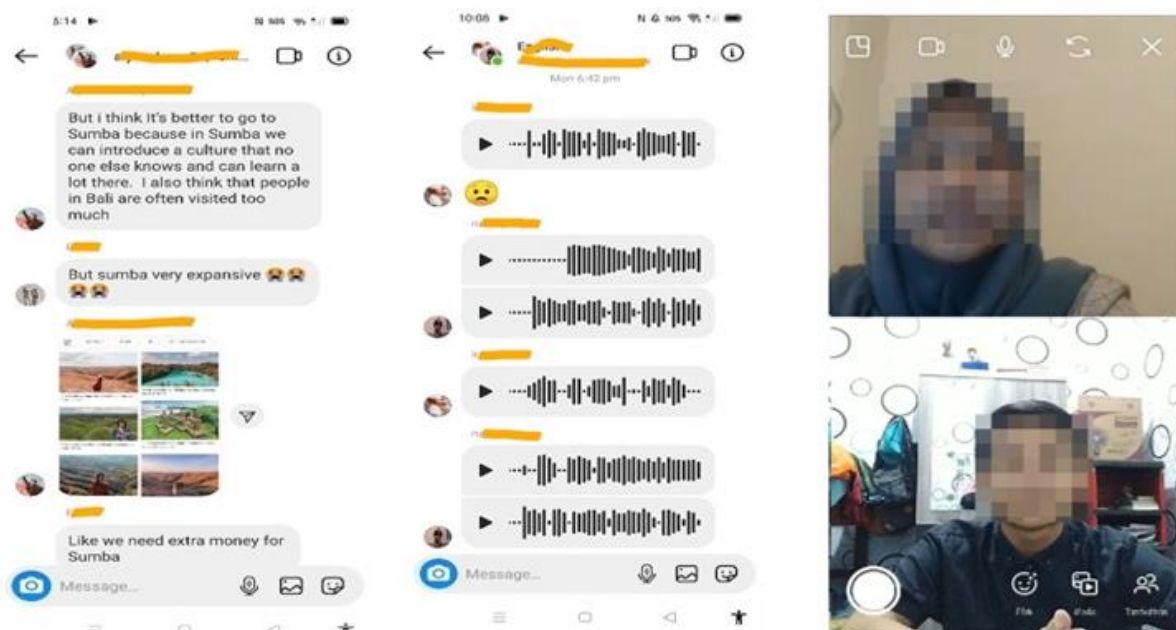 5:14
But i think It's better to go to
Sumba because in Sumba we
can introduce a culture that no
one else knows and can learn a
lot there. I also think that people
in Bali are often visited too
much
But sumba very expansive 😭😭
😭😭
Like we need extra money for
Sumba
Message...
10:08
Mon 6:42 pm
Message...